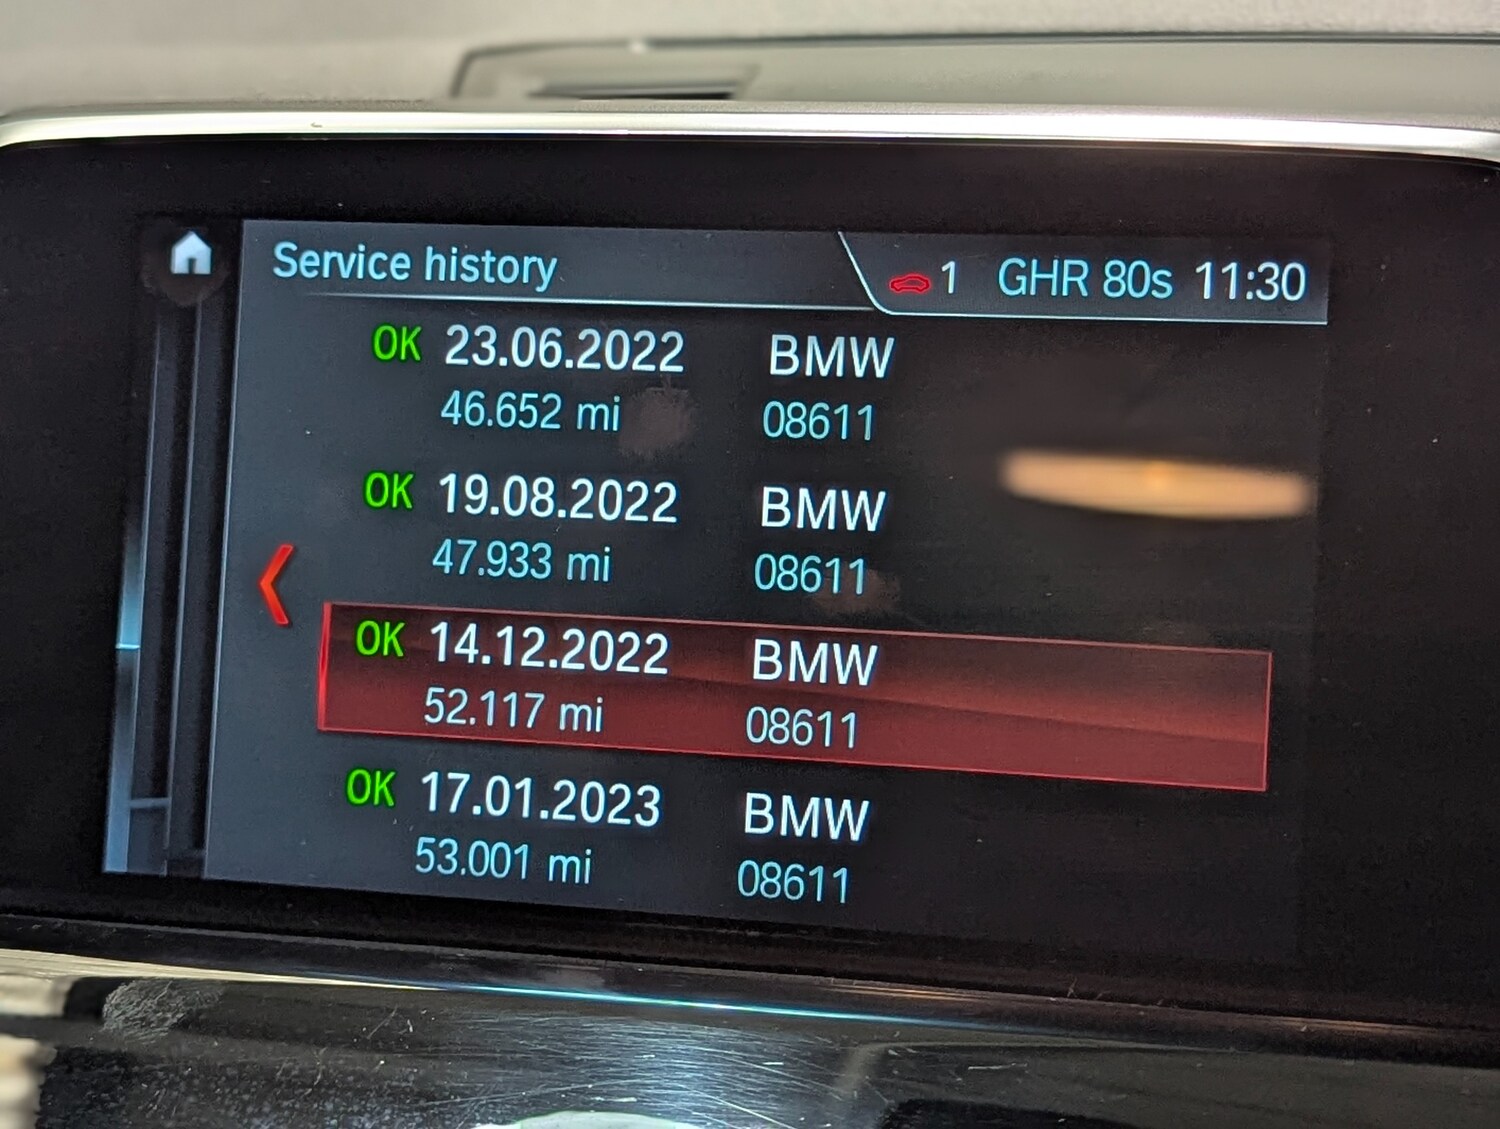 Service history
1 GHR 80s 11:30
OK 23.06.2022 BMW
46.652 mi 08611
OK 19.08.2022 BMW
47.933 mi 08611
OK 14.12.2022 BMW
52.117 mi 08611
OK 17.01.2023 BMW
53.001 mi 08611